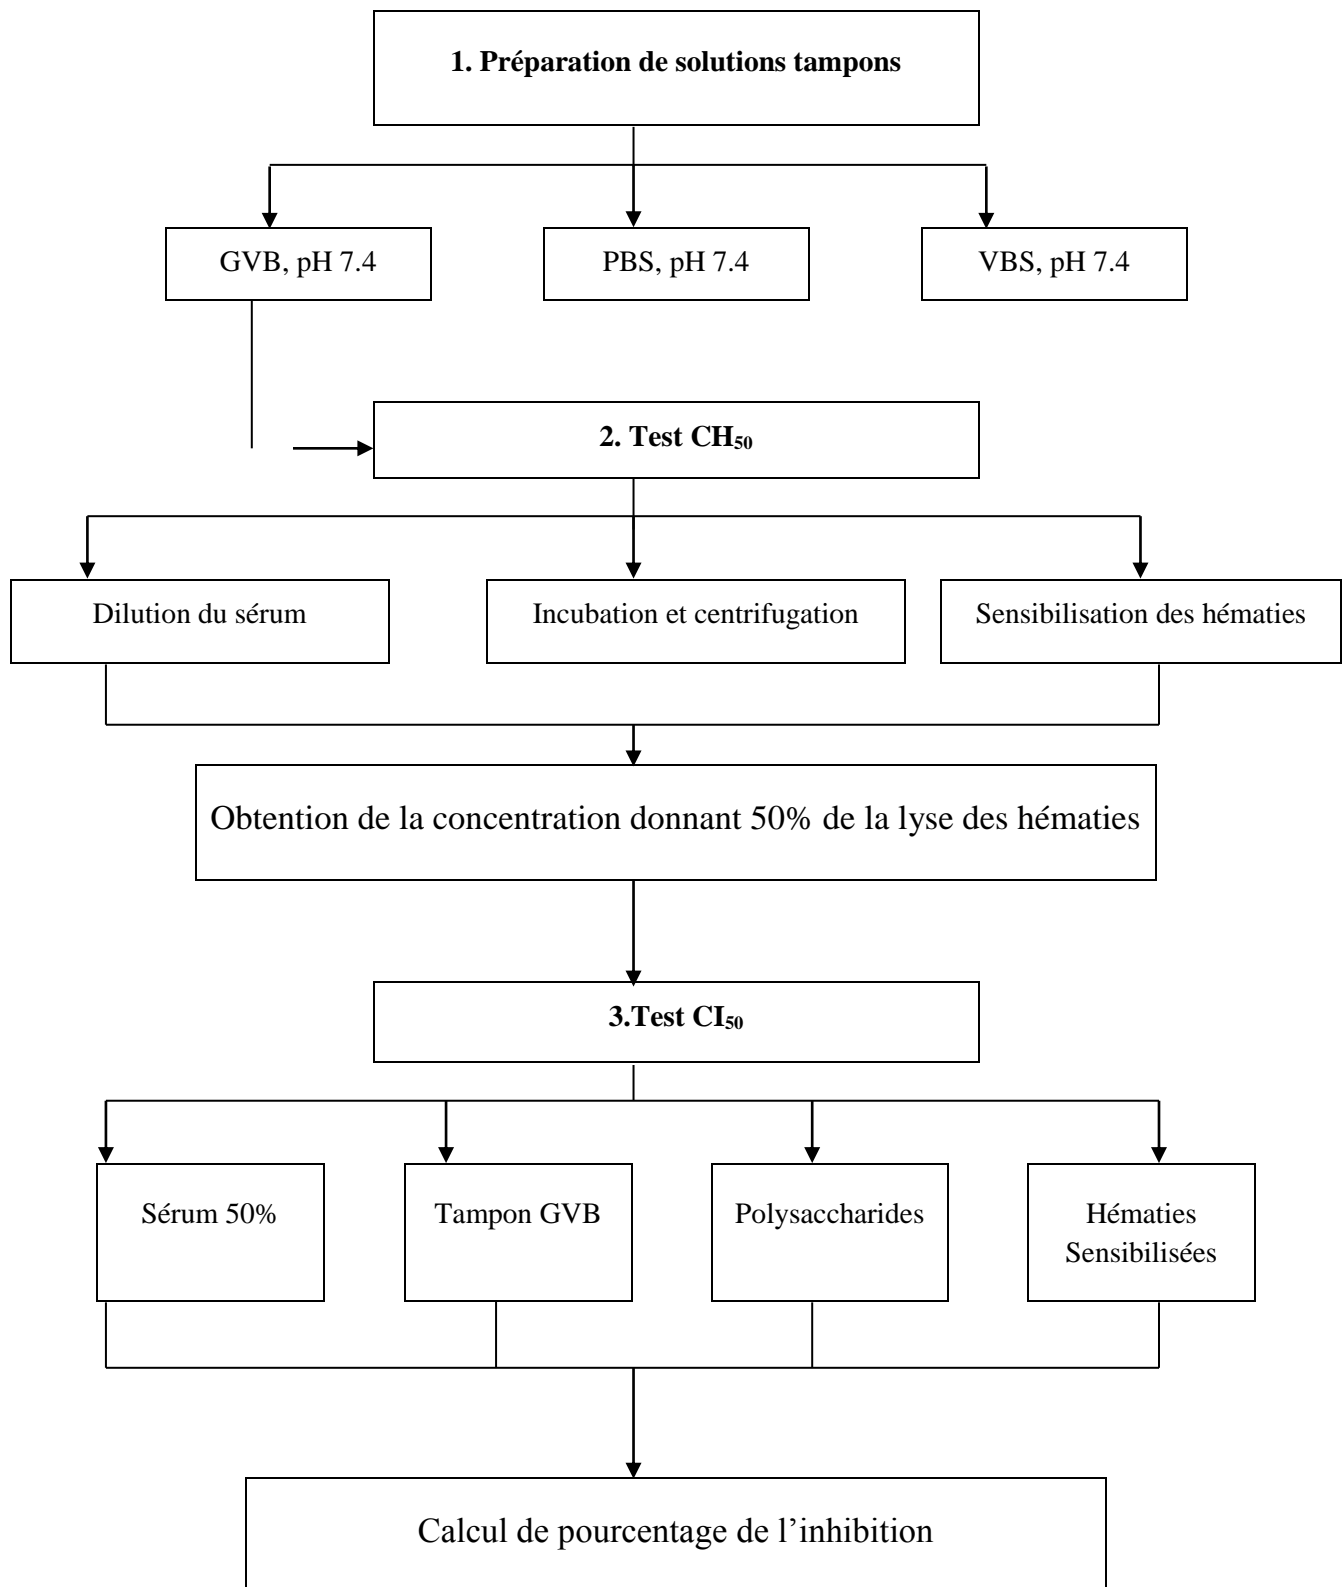 1. Préparation de solutions tampons
GVB, pH 7.4
PBS, pH 7.4
VBS, pH 7.4
2. Test CH₅₀
Dilution du sérum
Incubation et centrifugation
Sensibilisation des hématies
Obtention de la concentration donnant 50% de la lyse des hématies
3.Test CI₅₀
Sérum 50%
Tampon GVB
Polysaccharides
Hématies
Sensibilisées
Calcul de pourcentage de l’inhibition